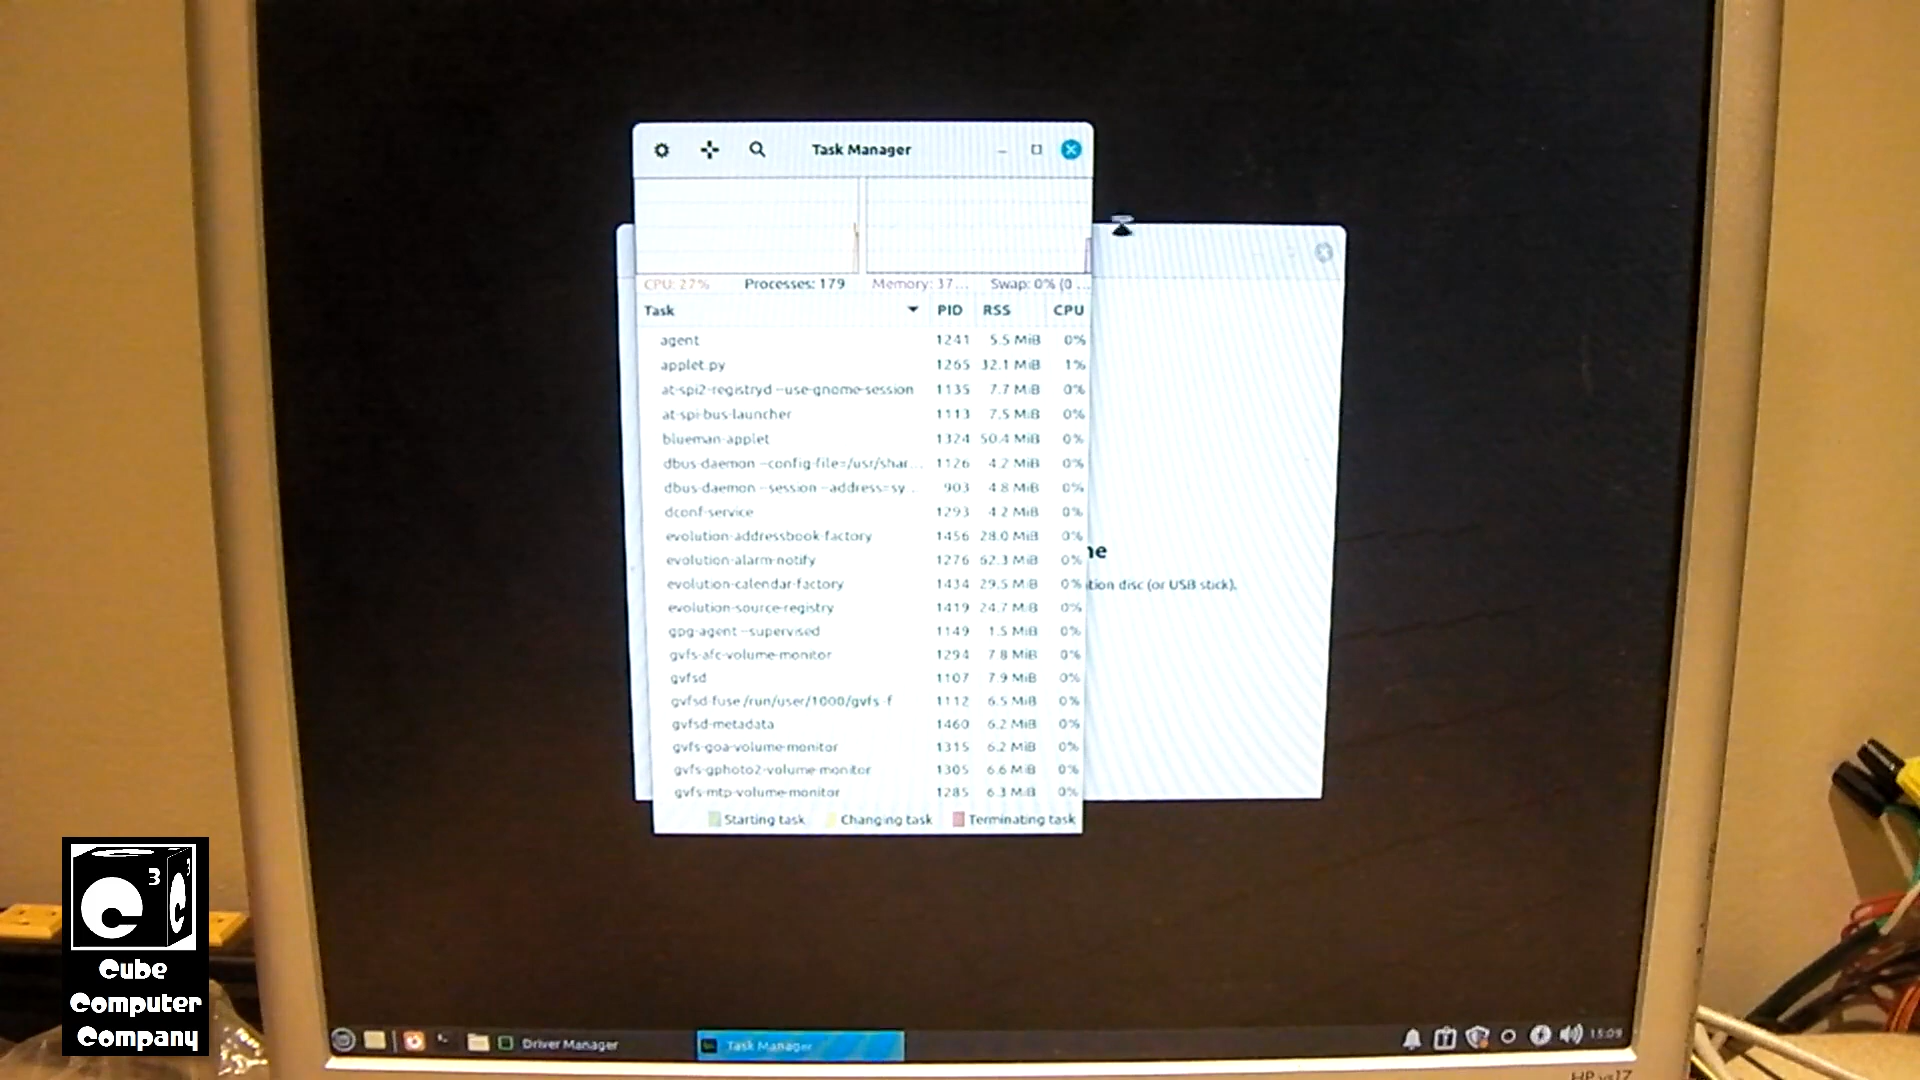 Task Manager
CPU: 27% Processes: 179 Memory: 37... Swap: 0% (0 ...
Task PID RSS CPU
agent 1241 5.5 MiB 0%
applet.py 1265 32.1 MiB 1%
at-spi2-registryd --use-gnome-session 1135 7.7 MiB 0%
at-spi-bus-launcher 1113 7.5 MiB 0%
blueman-applet 1324 50.4 MiB 0%
dbus-daemon --config-file=/usr/shar... 1126 4.2 MiB 0%
dbus-daemon --session --address=sy... 903 4.8 MiB 0%
dconf-service 1293 4.2 MiB 0%
evolution-addressbook-factory 1456 28.0 MiB 0%
evolution-alarm-notify 1276 62.3 MiB 0%
evolution-calendar-factory 1434 29.5 MiB 0%
evolution-source-registry 1419 24.7 MiB 0%
gpg-agent --supervised 1149 1.5 MiB 0%
gvfs-afc-volume-monitor 1294 7.8 MiB 0%
gvfsd 1107 7.9 MiB 0%
gvfsd-fuse /run/user/1000/gvfs -f 1112 6.5 MiB 0%
gvfsd-metadata 1460 6.2 MiB 0%
gvfs-goa-volume-monitor 1315 6.2 MiB 0%
gvfs-gphoto2-volume-monitor 1305 6.6 MiB 0%
gvfs-mtp-volume-monitor 1285 6.3 MiB 0%
Starting task Changing task Terminating task
ne
tion disc (or USB stick).
Driver Manager Task Manager 15:09
HP vs17
C3 C3
Cube
Computer
Company